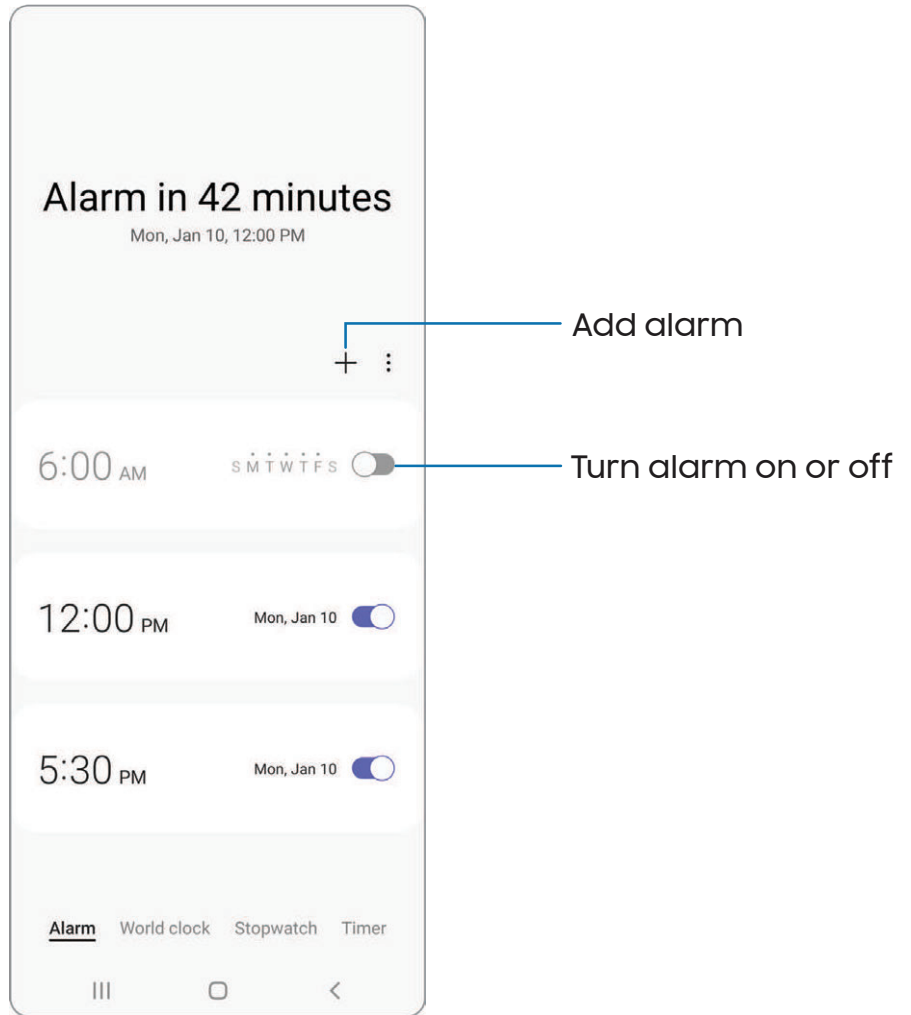 Alarm in 42 minutes
Mon, Jan 10, 12:00 PM
Add alarm
6:00 AM S M T W T F S
Turn alarm on or off
12:00 PM Mon, Jan 10
5:30 PM Mon, Jan 10
Alarm World clock Stopwatch Timer